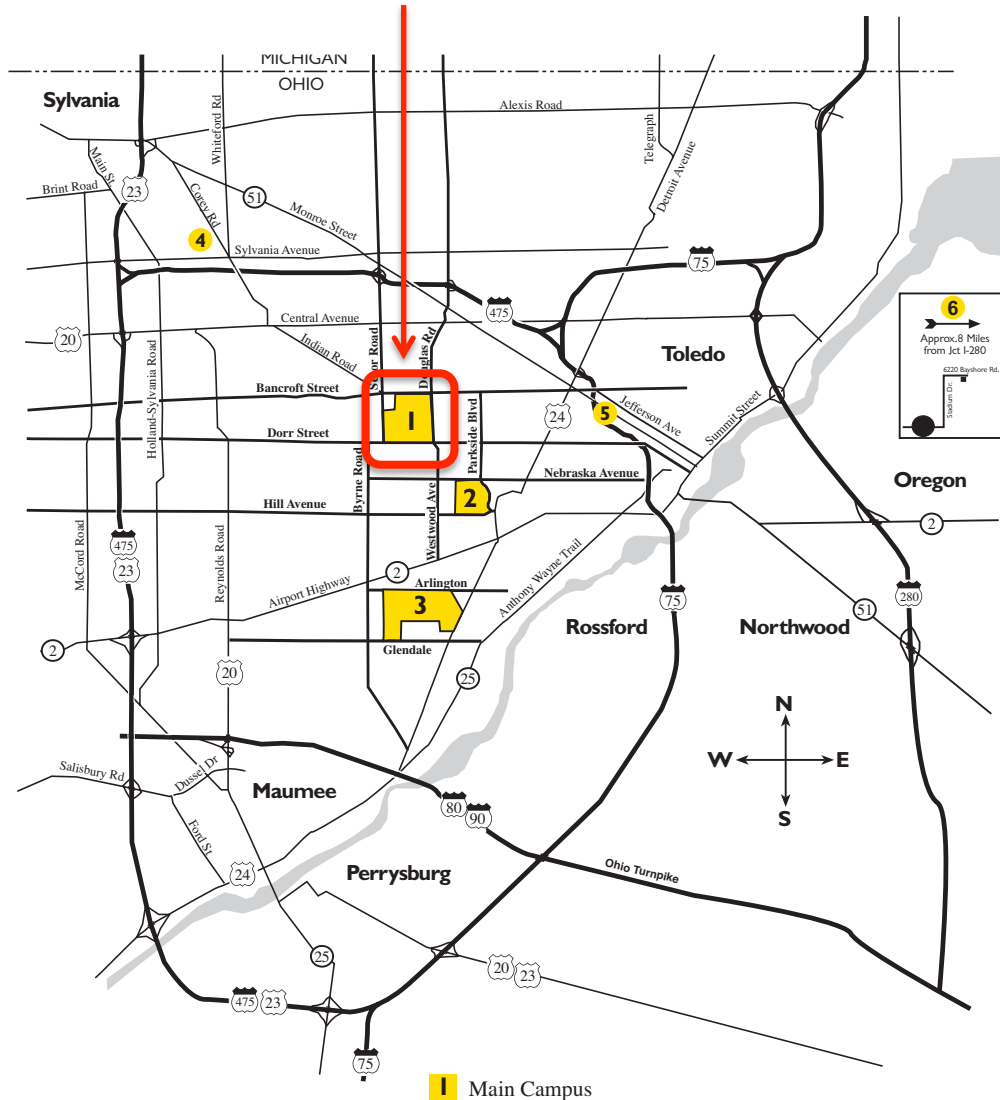 MICHIGAN
OHIO
Sylvania
Alexis Road
Whiteford Rd
Telegraph
Detroit Avenue
Main St.
Brint Road
23
Corey Rd
51
Monroe Street
4
Sylvania Avenue
75
475
20
Central Avenue
6
Approx.8 Miles
from Jct I-280
6220 Bayshore Rd.
Stadium Dr.
Indian Road
Douglas Rd
Road
Toledo
Holland-Sylvania Road
Bancroft Street
1
24
5
Jefferson Ave
Summit Street
Dorr Street
Parkside Blvd
Byrne Road
Nebraska Avenue
Oregon
2
Hill Avenue
Westwood Ave
2
475
23
McCord Road
Reynolds Road
Airport Highway
2
Arlington
Anthony Wayne Trail
75
280
3
51
Rossford
Northwood
2
Glendale
20
25
N
W
E
S
Salisbury Rd
Dussel Dr
Maumee
80
90
Ford St
24
Perrysburg
Ohio Turnpike
25
20
23
475
23
75
1 Main Campus